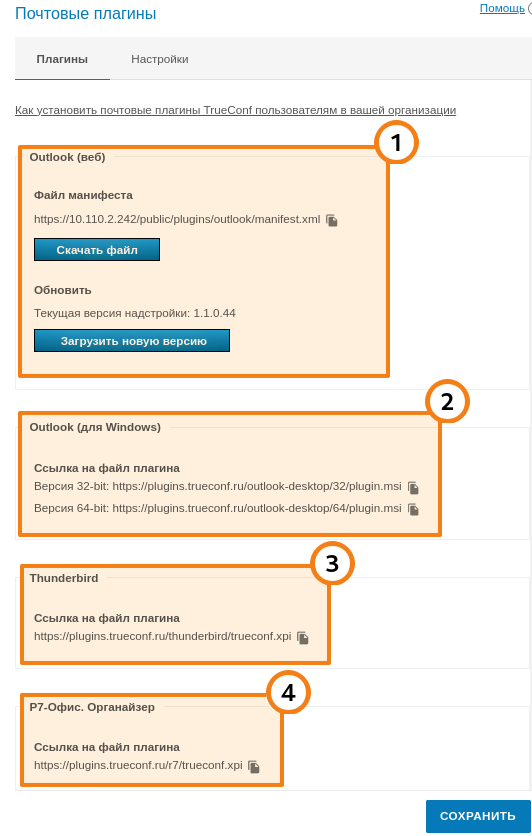 Почтовые плагины
Помощь
Плагины
Настройки
Как установить почтовые плагины TrueConf пользователям в вашей организации
1
Outlook (веб)
Файл манифеста
https://10.110.2.242/public/plugins/outlook/manifest.xml
Скачать файл
Обновить
Текущая версия надстройки: 1.1.0.44
Загрузить новую версию
2
Outlook (для Windows)
Ссылка на файл плагина
Версия 32-bit: https://plugins.trueconf.ru/outlook-desktop/32/plugin.msi
Версия 64-bit: https://plugins.trueconf.ru/outlook-desktop/64/plugin.msi
3
Thunderbird
Ссылка на файл плагина
https://plugins.trueconf.ru/thunderbird/trueconf.xpi
4
Р7-Офис. Органайзер
Ссылка на файл плагина
https://plugins.trueconf.ru/r7/trueconf.xpi
СОХРАНИТЬ